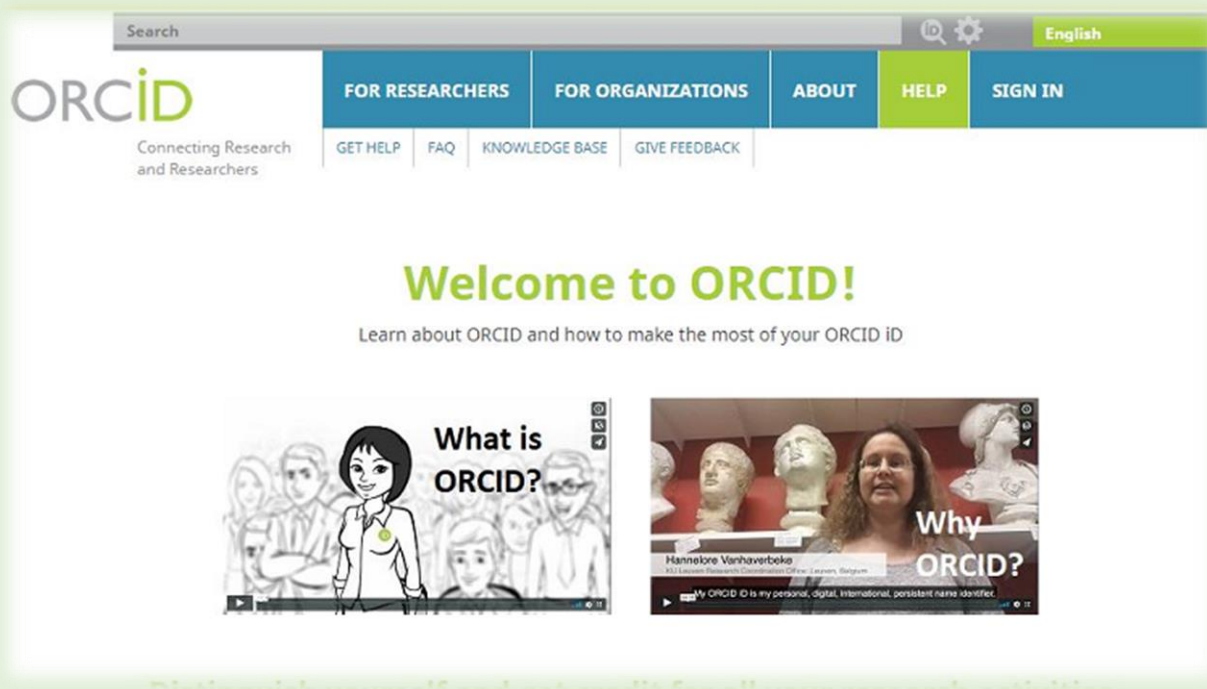 Search
English
ORCiD
Connecting Research
and Researchers
FOR RESEARCHERS
FOR ORGANIZATIONS
ABOUT
HELP
SIGN IN
GET HELP
FAQ
KNOWLEDGE BASE
GIVE FEEDBACK
Welcome to ORCID!
Learn about ORCID and how to make the most of your ORCID iD
What is
ORCID?
Why
ORCID?
Hannelore Vanhaverbeke
KU Leuven Research Coordination Office: Leuven, Belgium
My ORCID iD is my personal, digital, international, persistent name identifier.